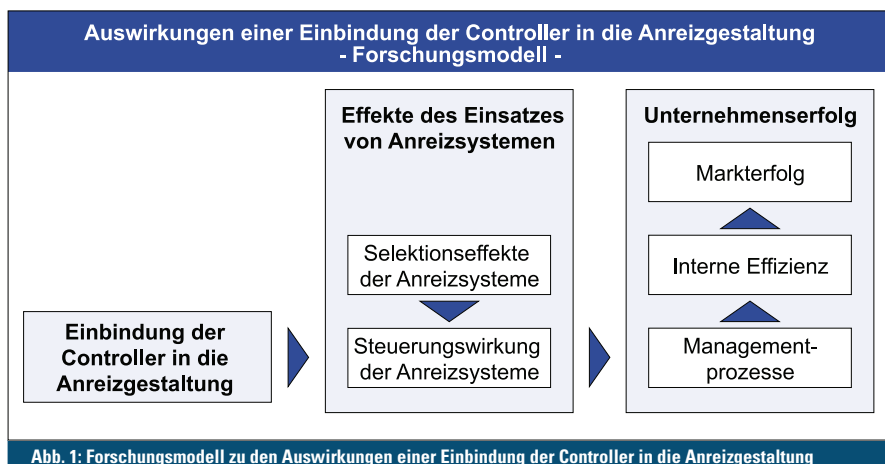 Auswirkungen einer Einbindung der Controller in die Anreizgestaltung
- Forschungsmodell -
Einbindung der
Controller in die
Anreizgestaltung
Effekte des Einsatzes
von Anreizsystemen
Selektionseffekte
der Anreizsysteme
Steuerungswirkung
der Anreizsysteme
Unternehmenserfolg
Markterfolg
Interne Effizienz
Management-
prozesse
Abb. 1: Forschungsmodell zu den Auswirkungen einer Einbindung der Controller in die Anreizgestaltung